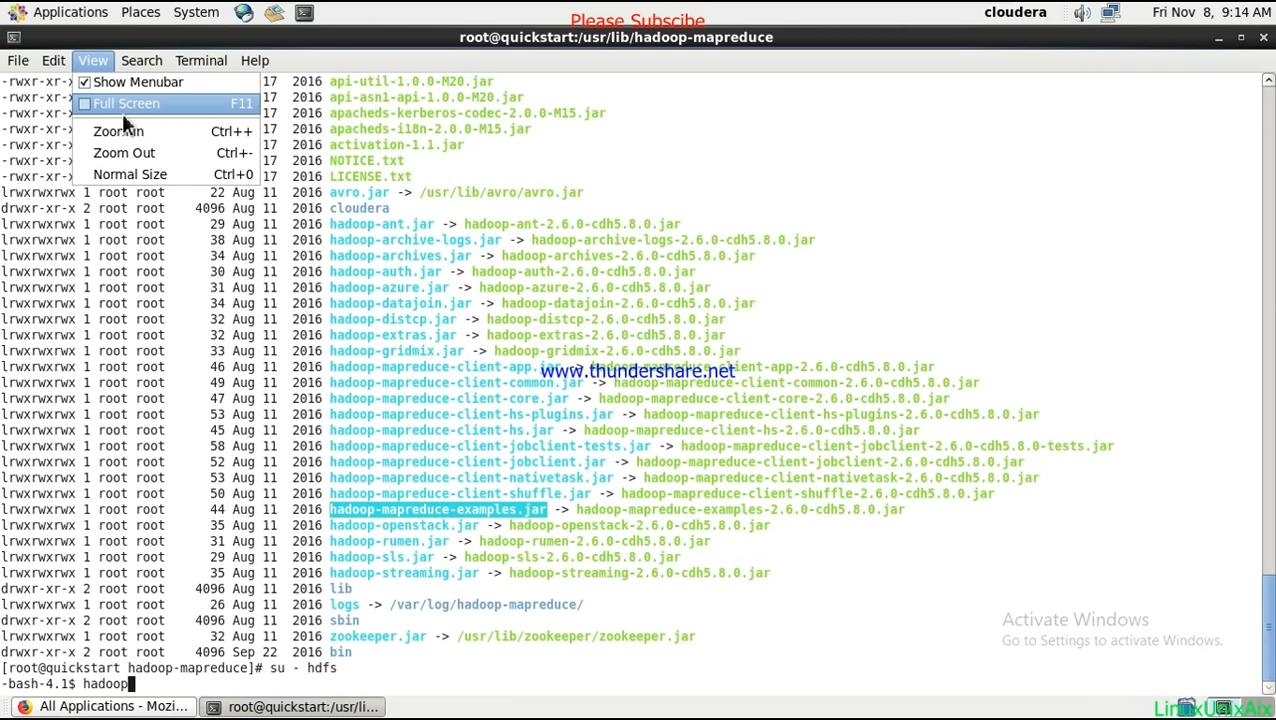 Applications Places System cloudera Fri Nov 8, 9:14 AM
Please Subscibe
root@quickstart:/usr/lib/hadoop-mapreduce
File Edit View Search Terminal Help
Show Menubar
Full Screen F11
Zoom In Ctrl++
Zoom Out Ctrl+-
Normal Size Ctrl+0
-rwxr-xr-x 17 2016 api-util-1.0.0-M20.jar
-rwxr-xr-x 17 2016 api-asn1-api-1.0.0-M20.jar
-rwxr-xr-x 17 2016 apacheds-kerberos-codec-2.0.0-M15.jar
-rwxr-xr-x 17 2016 apacheds-i18n-2.0.0-M15.jar
-rwxr-xr-x 17 2016 activation-1.1.jar
-rwxr-xr-x 17 2016 NOTICE.txt
-rwxr-xr-x 17 2016 LICENSE.txt
lrwxrwxrwx 1 root root 22 Aug 11 2016 avro.jar -> /usr/lib/avro/avro.jar
drwxr-xr-x 2 root root 4096 Aug 11 2016 cloudera
lrwxrwxrwx 1 root root 29 Aug 11 2016 hadoop-ant.jar -> hadoop-ant-2.6.0-cdh5.8.0.jar
lrwxrwxrwx 1 root root 38 Aug 11 2016 hadoop-archive-logs.jar -> hadoop-archive-logs-2.6.0-cdh5.8.0.jar
lrwxrwxrwx 1 root root 34 Aug 11 2016 hadoop-archives.jar -> hadoop-archives-2.6.0-cdh5.8.0.jar
lrwxrwxrwx 1 root root 30 Aug 11 2016 hadoop-auth.jar -> hadoop-auth-2.6.0-cdh5.8.0.jar
lrwxrwxrwx 1 root root 31 Aug 11 2016 hadoop-azure.jar -> hadoop-azure-2.6.0-cdh5.8.0.jar
lrwxrwxrwx 1 root root 34 Aug 11 2016 hadoop-datajoin.jar -> hadoop-datajoin-2.6.0-cdh5.8.0.jar
lrwxrwxrwx 1 root root 32 Aug 11 2016 hadoop-distcp.jar -> hadoop-distcp-2.6.0-cdh5.8.0.jar
lrwxrwxrwx 1 root root 32 Aug 11 2016 hadoop-extras.jar -> hadoop-extras-2.6.0-cdh5.8.0.jar
lrwxrwxrwx 1 root root 33 Aug 11 2016 hadoop-gridmix.jar -> hadoop-gridmix-2.6.0-cdh5.8.0.jar
lrwxrwxrwx 1 root root 46 Aug 11 2016 hadoop-mapreduce-client-app.jar -> hadoop-mapreduce-client-app-2.6.0-cdh5.8.0.jar
www.thundershare.net
lrwxrwxrwx 1 root root 49 Aug 11 2016 hadoop-mapreduce-client-common.jar -> hadoop-mapreduce-client-common-2.6.0-cdh5.8.0.jar
lrwxrwxrwx 1 root root 47 Aug 11 2016 hadoop-mapreduce-client-core.jar -> hadoop-mapreduce-client-core-2.6.0-cdh5.8.0.jar
lrwxrwxrwx 1 root root 53 Aug 11 2016 hadoop-mapreduce-client-hs-plugins.jar -> hadoop-mapreduce-client-hs-plugins-2.6.0-cdh5.8.0.jar
lrwxrwxrwx 1 root root 45 Aug 11 2016 hadoop-mapreduce-client-hs.jar -> hadoop-mapreduce-client-hs-2.6.0-cdh5.8.0.jar
lrwxrwxrwx 1 root root 58 Aug 11 2016 hadoop-mapreduce-client-jobclient-tests.jar -> hadoop-mapreduce-client-jobclient-2.6.0-cdh5.8.0-tests.jar
lrwxrwxrwx 1 root root 52 Aug 11 2016 hadoop-mapreduce-client-jobclient.jar -> hadoop-mapreduce-client-jobclient-2.6.0-cdh5.8.0.jar
lrwxrwxrwx 1 root root 53 Aug 11 2016 hadoop-mapreduce-client-nativetask.jar -> hadoop-mapreduce-client-nativetask-2.6.0-cdh5.8.0.jar
lrwxrwxrwx 1 root root 50 Aug 11 2016 hadoop-mapreduce-client-shuffle.jar -> hadoop-mapreduce-client-shuffle-2.6.0-cdh5.8.0.jar
lrwxrwxrwx 1 root root 44 Aug 11 2016 hadoop-mapreduce-examples.jar -> hadoop-mapreduce-examples-2.6.0-cdh5.8.0.jar
lrwxrwxrwx 1 root root 35 Aug 11 2016 hadoop-openstack.jar -> hadoop-openstack-2.6.0-cdh5.8.0.jar
lrwxrwxrwx 1 root root 31 Aug 11 2016 hadoop-rumen.jar -> hadoop-rumen-2.6.0-cdh5.8.0.jar
lrwxrwxrwx 1 root root 29 Aug 11 2016 hadoop-sls.jar -> hadoop-sls-2.6.0-cdh5.8.0.jar
lrwxrwxrwx 1 root root 35 Aug 11 2016 hadoop-streaming.jar -> hadoop-streaming-2.6.0-cdh5.8.0.jar
drwxr-xr-x 2 root root 4096 Aug 11 2016 lib
lrwxrwxrwx 1 root root 26 Aug 11 2016 logs -> /var/log/hadoop-mapreduce/
drwxr-xr-x 2 root root 4096 Aug 11 2016 sbin
lrwxrwxrwx 1 root root 32 Aug 11 2016 zookeeper.jar -> /usr/lib/zookeeper/zookeeper.jar
drwxr-xr-x 2 root root 4096 Sep 22 2016 bin
[root@quickstart hadoop-mapreduce]# su - hdfs
-bash-4.1$ hadoop
Activate Windows
Go to Settings to activate Windows.
All Applications - Mozi... root@quickstart:/usr/li...
LinuxUnixAix